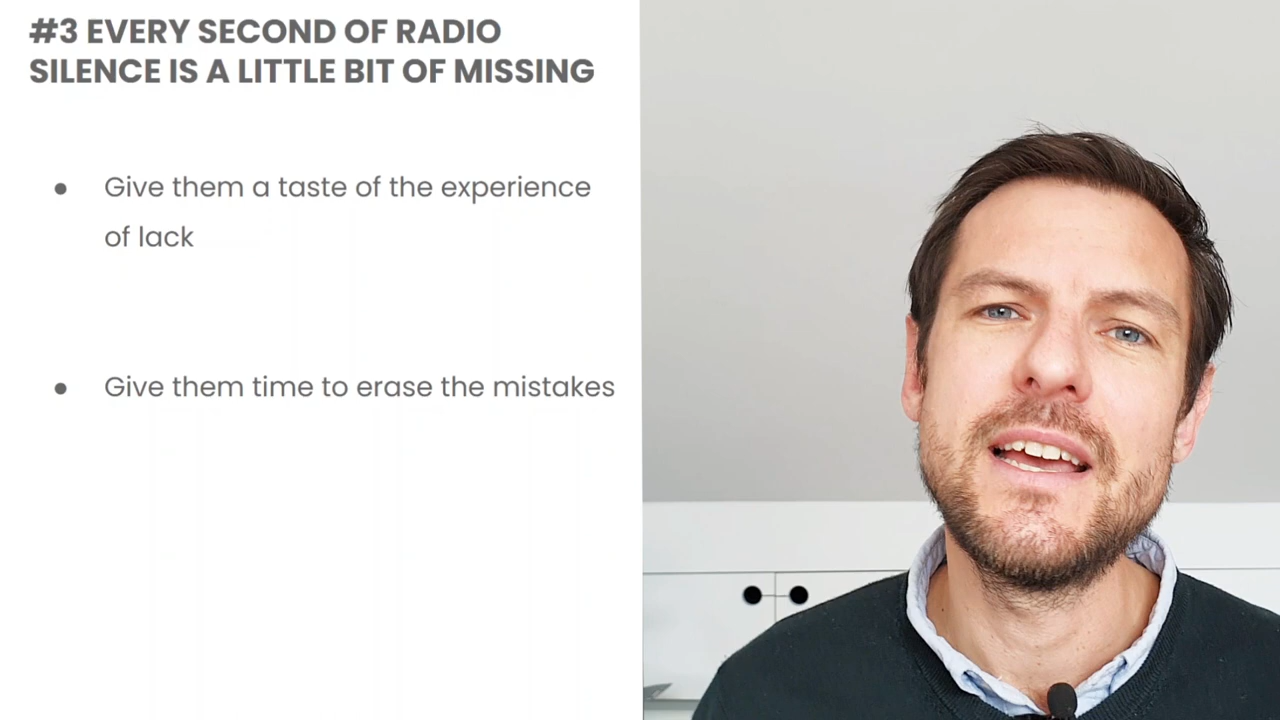 #3 EVERY SECOND OF RADIO
SILENCE IS A LITTLE BIT OF MISSING
● Give them a taste of the experience
of lack
● Give them time to erase the mistakes